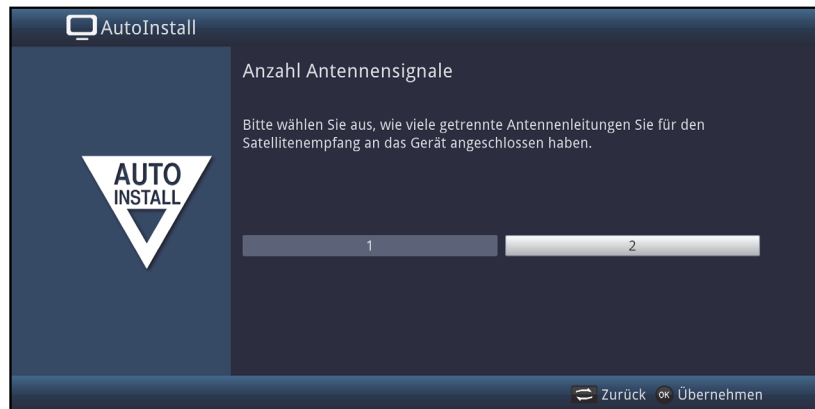 AutoInstall
Anzahl Antennensignale
Bitte wählen Sie aus, wie viele getrennte Antennenleitungen Sie für den
Satellitenempfang an das Gerät angeschlossen haben.
AUTO
INSTALL
1 2
Zurück OK Übernehmen